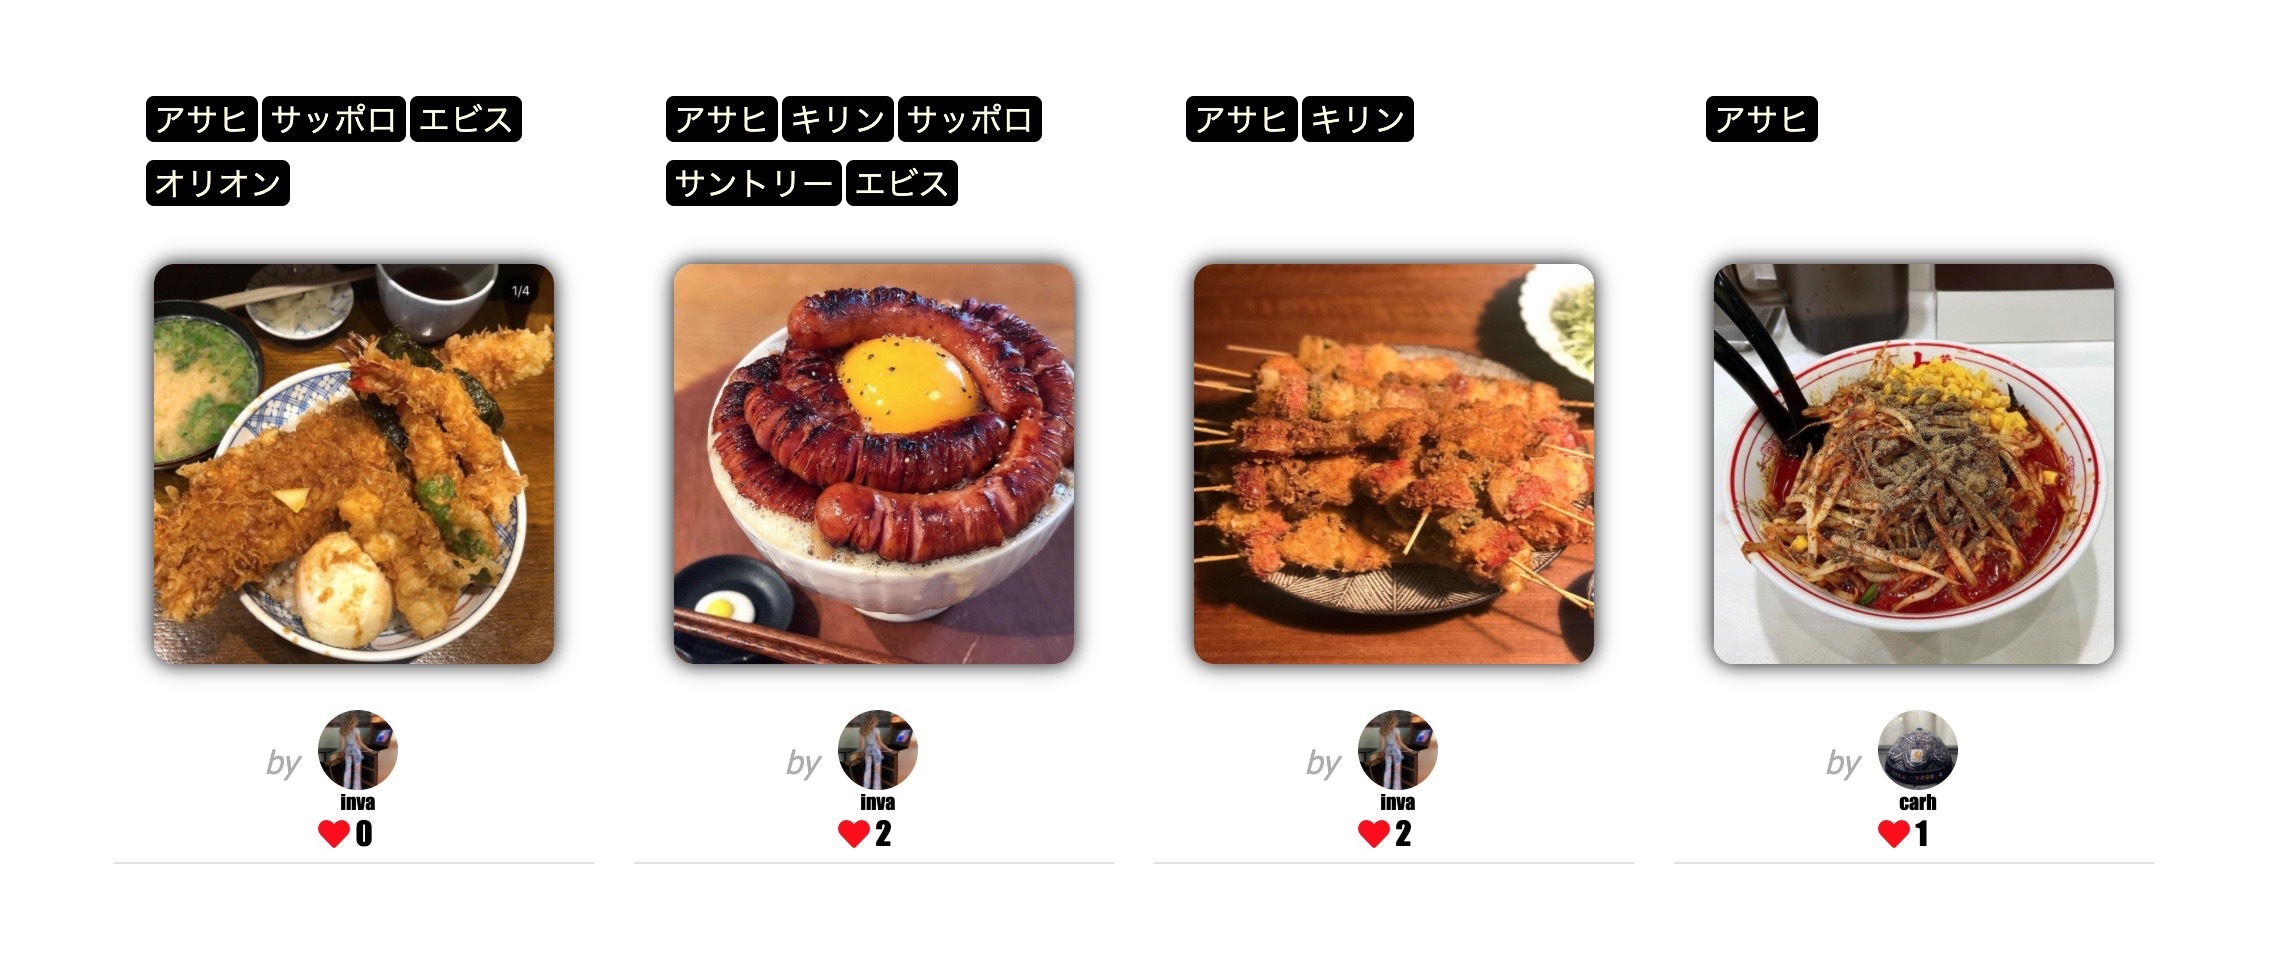 アサヒ サッポロ エビス
オリオン
1/4
by
inva
0
アサヒ キリン サッポロ
サントリー エビス
by
inva
2
アサヒ キリン
by
inva
2
アサヒ
by
carh
1